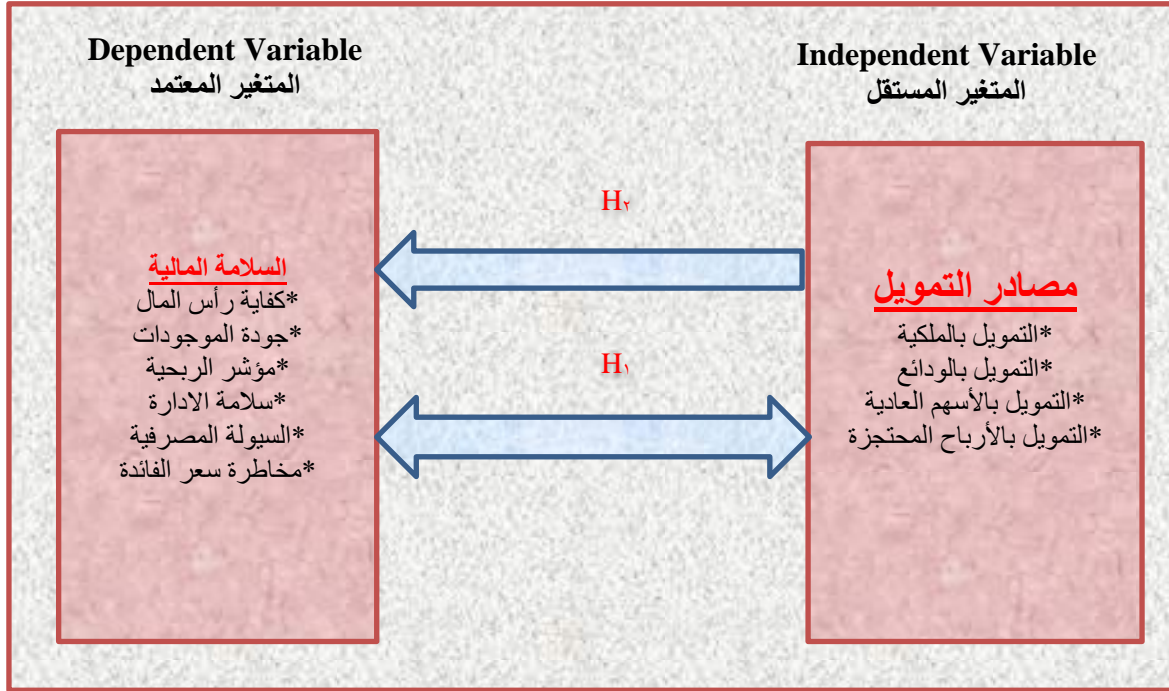 Dependent Variable
المتغير المعتمد
Independent Variable
المتغير المستقل
H٢
H١
السلامة المالية
*كفاية رأس المال
*جودة الموجودات
*مؤشر الربحية
*سلامة الادارة
*السيولة المصرفية
*مخاطرة سعر الفائدة
مصادر التمويل
*التمويل بالملكية
*التمويل بالودائع
*التمويل بالأسهم العادية
*التمويل بالأرباح المحتجزة